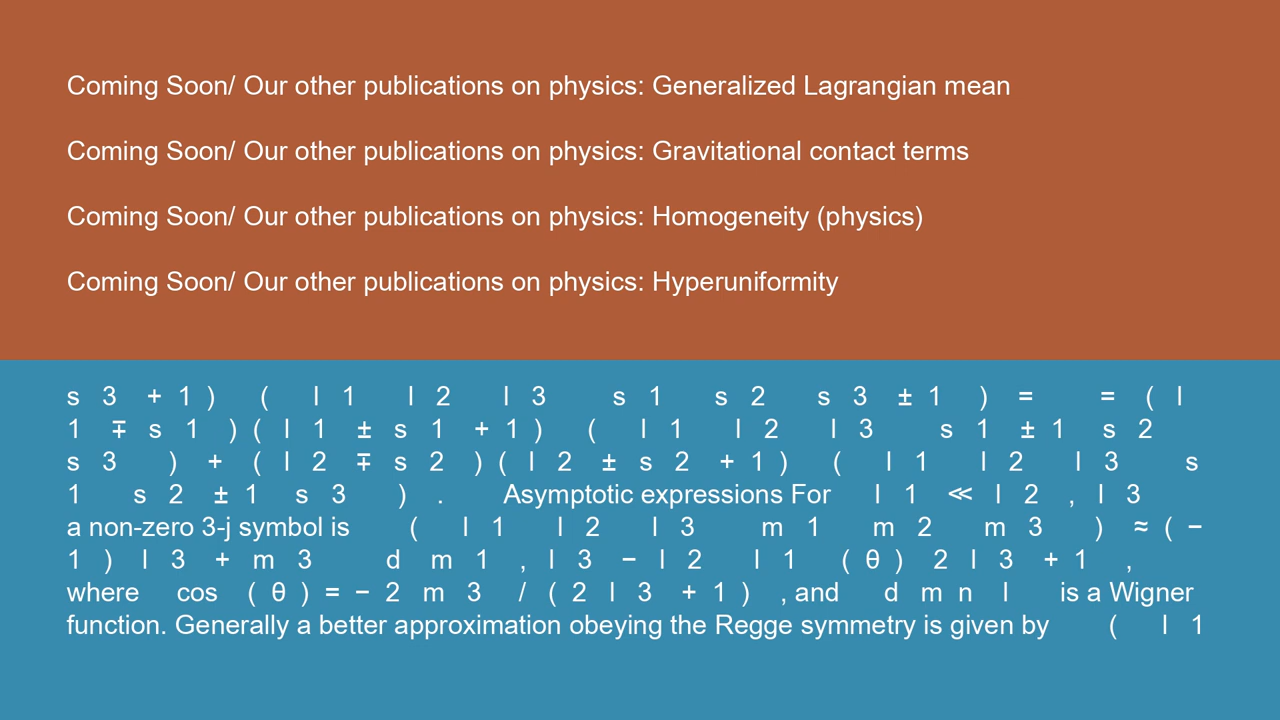 Coming Soon/ Our other publications on physics: Generalized Lagrangian mean
Coming Soon/ Our other publications on physics: Gravitational contact terms
Coming Soon/ Our other publications on physics: Homogeneity (physics)
Coming Soon/ Our other publications on physics: Hyperuniformity
s 3 + 1 ) ( l 1 l 2 l 3 s 1 s 2 s 3 ± 1 ) = = ( l
1 ∓ s 1 ) ( l 1 ± s 1 + 1 ) ( l 1 l 2 l 3 s 1 ± 1 s 2
s 3 ) + ( l 2 ∓ s 2 ) ( l 2 ± s 2 + 1 ) ( l 1 l 2 l 3 s
1 s 2 ± 1 s 3 ) . Asymptotic expressions For l 1 ≪ l 2 , l 3
a non-zero 3-j symbol is ( l 1 l 2 l 3 m 1 m 2 m 3 ) ≈ ( −
1 ) l 3 + m 3 d m 1 , l 3 − l 2 l 1 ( θ ) 2 l 3 + 1 ,
where cos ( θ ) = − 2 m 3 / ( 2 l 3 + 1 ) , and d m n l is a Wigner
function. Generally a better approximation obeying the Regge symmetry is given by ( l 1